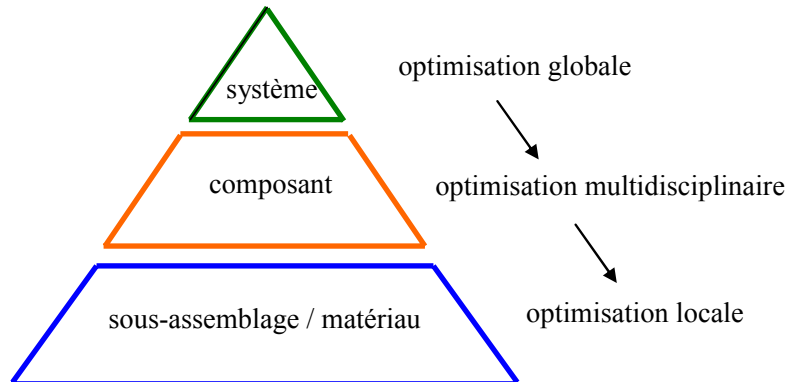 optimisation globale
système
composant
optimisation multidisciplinaire
sous-assemblage / matériau
optimisation locale